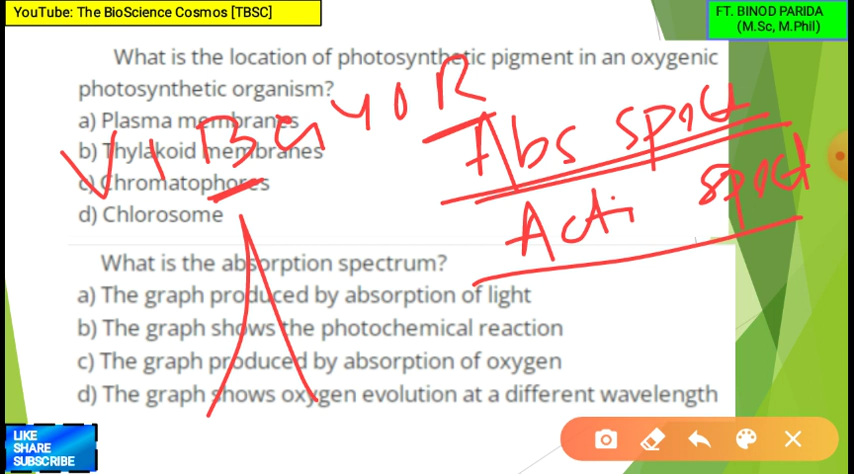 YouTube: The BioScience Cosmos [TBSC]
FT. BINOD PARIDA
(M.Sc, M.Phil)
What is the location of photosynthetic pigment in an oxygenic
photosynthetic organism?
a) Plasma membranes
b) Thylakoid membranes
c) Chromatophores
d) Chlorosome
V I B G Y O R
Abs spect
Acti spect
What is the absorption spectrum?
a) The graph produced by absorption of light
b) The graph shows the photochemical reaction
c) The graph produced by absorption of oxygen
d) The graph shows oxygen evolution at a different wavelength
LIKE
SHARE
SUBSCRIBE